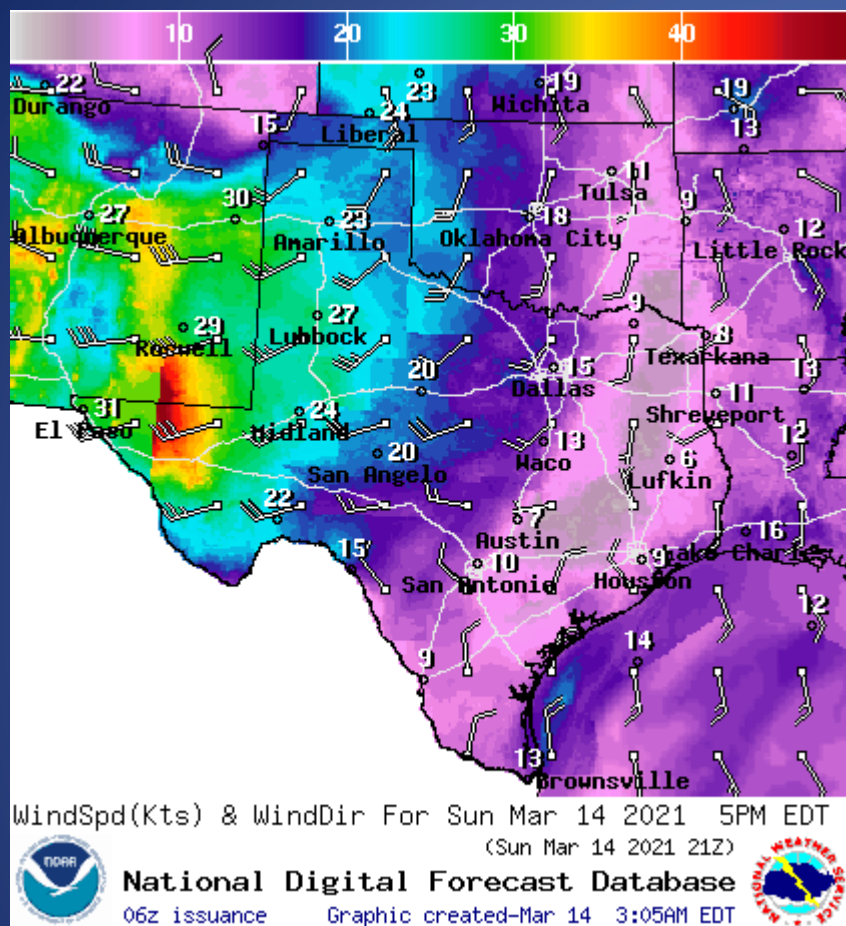 10 20 30 40
22
Durango
23
19
Wichita
19
24
Liberal
15
13
11
Tulsa
27
Albuquerque
30
23
Amarillo
18
Oklahoma City
9
12
Little Rock
29
Roswell
27
Lubbock
9
8
Texarkana
15
Dallas
20
11
13
Shreveport
31
El Paso
24
Midland
20
San Angelo
13
Waco
6
Lufkin
12
22
7
Austin
16
15
10
San Antonio
9
Houston
12
14
9
13
Brownsville
WindSpd(Kts) & WindDir For Sun Mar 14 2021 5PM EDT
(Sun Mar 14 2021 21Z)
NOAA
National Digital Forecast Database
06z issuance Graphic created-Mar 14 3:05AM EDT
NATIONAL WEATHER SERVICE